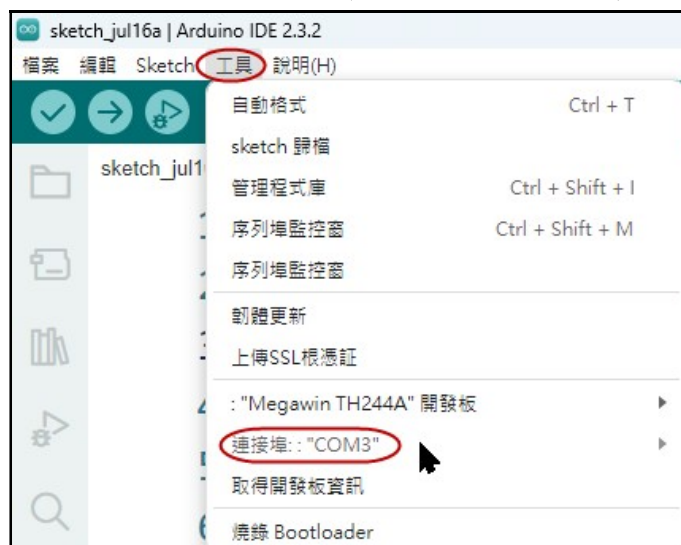 sketch_jul16a | Arduino IDE 2.3.2
檔案 編輯 Sketch 工具 說明(H)
自動格式 Ctrl + T
sketch 歸檔
sketch_jul1
管理程式庫 Ctrl + Shift + I
序列埠監控窗 Ctrl + Shift + M
序列埠監控窗
韌體更新
上傳SSL根憑証
: "Megawin TH244A" 開發板
連接埠: : "COM3"
取得開發板資訊
燒錄 Bootloader